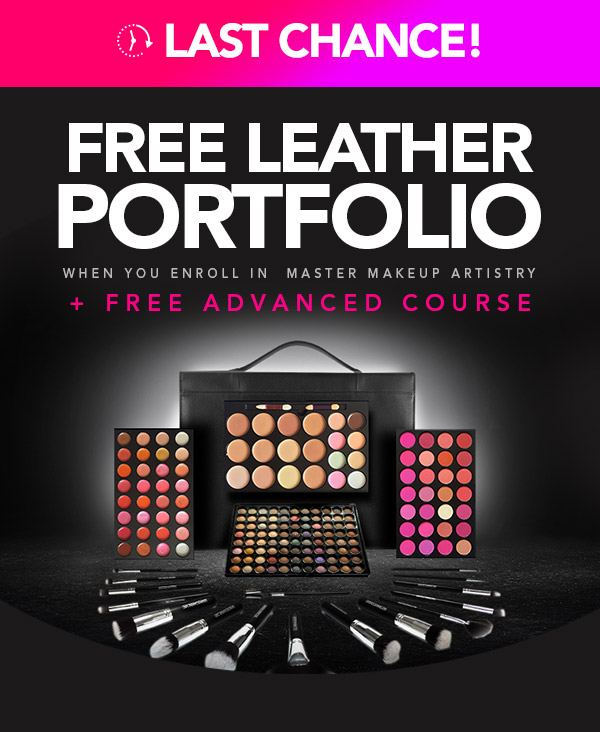 LAST CHANCE!
FREE LEATHER
PORTFOLIO
WHEN YOU ENROLL IN MASTER MAKEUP ARTISTRY
+ FREE ADVANCED COURSE